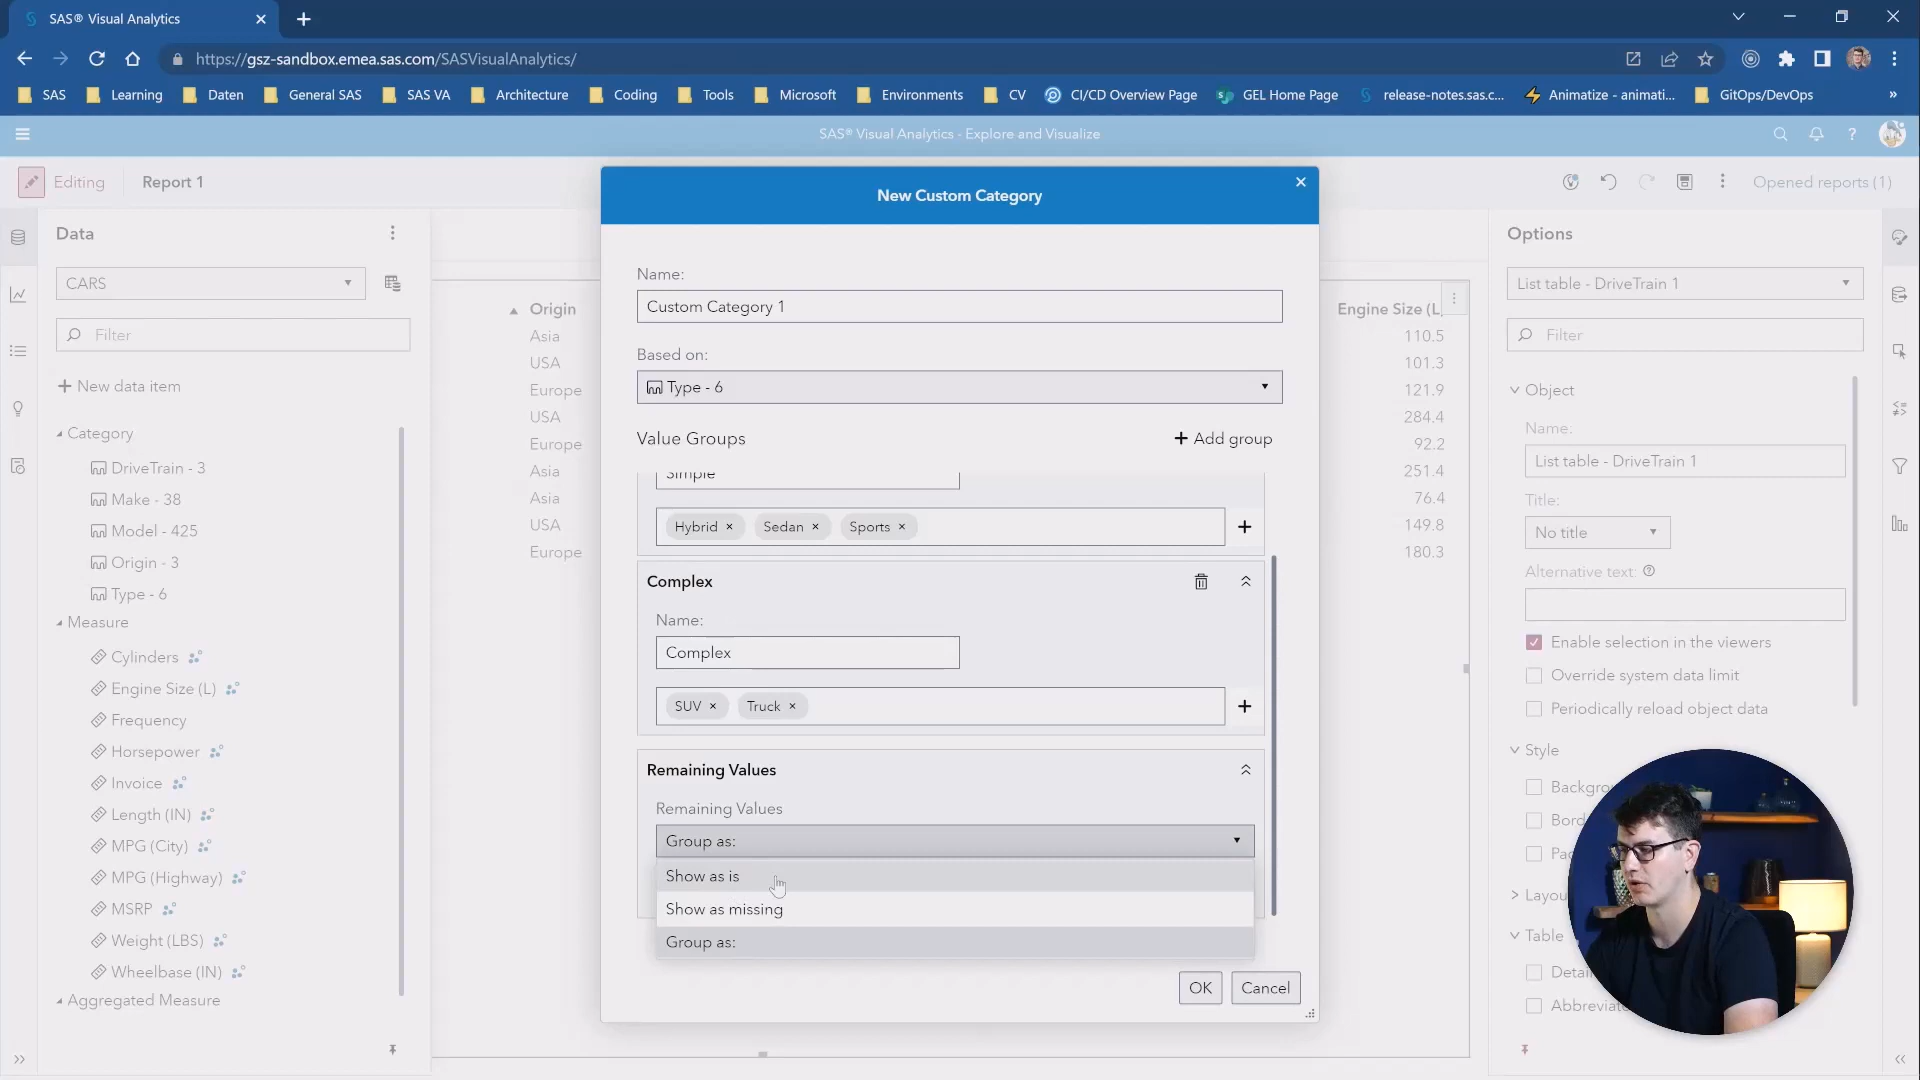 SAS® Visual Analytics
https://gsz-sandbox.emea.sas.com/SASVisualAnalytics/
SAS
Learning
Daten
General SAS
SAS VA
Architecture
Coding
Tools
Microsoft
Environments
CV
CI/CD Overview Page
GEL Home Page
release-notes.sas.c...
Animatize - animati...
GitOps/DevOps
»
SAS® Visual Analytics - Explore and Visualize
Editing
Report 1
Opened reports (1)
Data
CARS
Filter
New data item
Category
DriveTrain - 3
Make - 38
Model - 425
Origin - 3
Type - 6
Measure
Cylinders
Engine Size (L)
Frequency
Horsepower
Invoice
Length (IN)
MPG (City)
MPG (Highway)
MSRP
Weight (LBS)
Wheelbase (IN)
Aggregated Measure
Origin
Asia
USA
Europe
USA
Europe
Asia
Asia
USA
Europe
New Custom Category
Name:
Custom Category 1
Based on:
Type - 6
Value Groups
+ Add group
Simple
Hybrid × Sedan × Sports ×
Complex
Name:
Complex
SUV × Truck ×
Remaining Values
Remaining Values
Group as:
Show as is
Show as missing
Group as:
OK
Cancel
Engine Size (L
110.5
101.3
121.9
284.4
92.2
251.4
76.4
149.8
180.3
Options
List table - DriveTrain 1
Filter
Object
Name:
List table - DriveTrain 1
Title:
No title
Alternative text:
Enable selection in the viewers
Override system data limit
Periodically reload object data
Style
Backgro
Bord
Pac
Layou
Table
Detai
Abbreviat